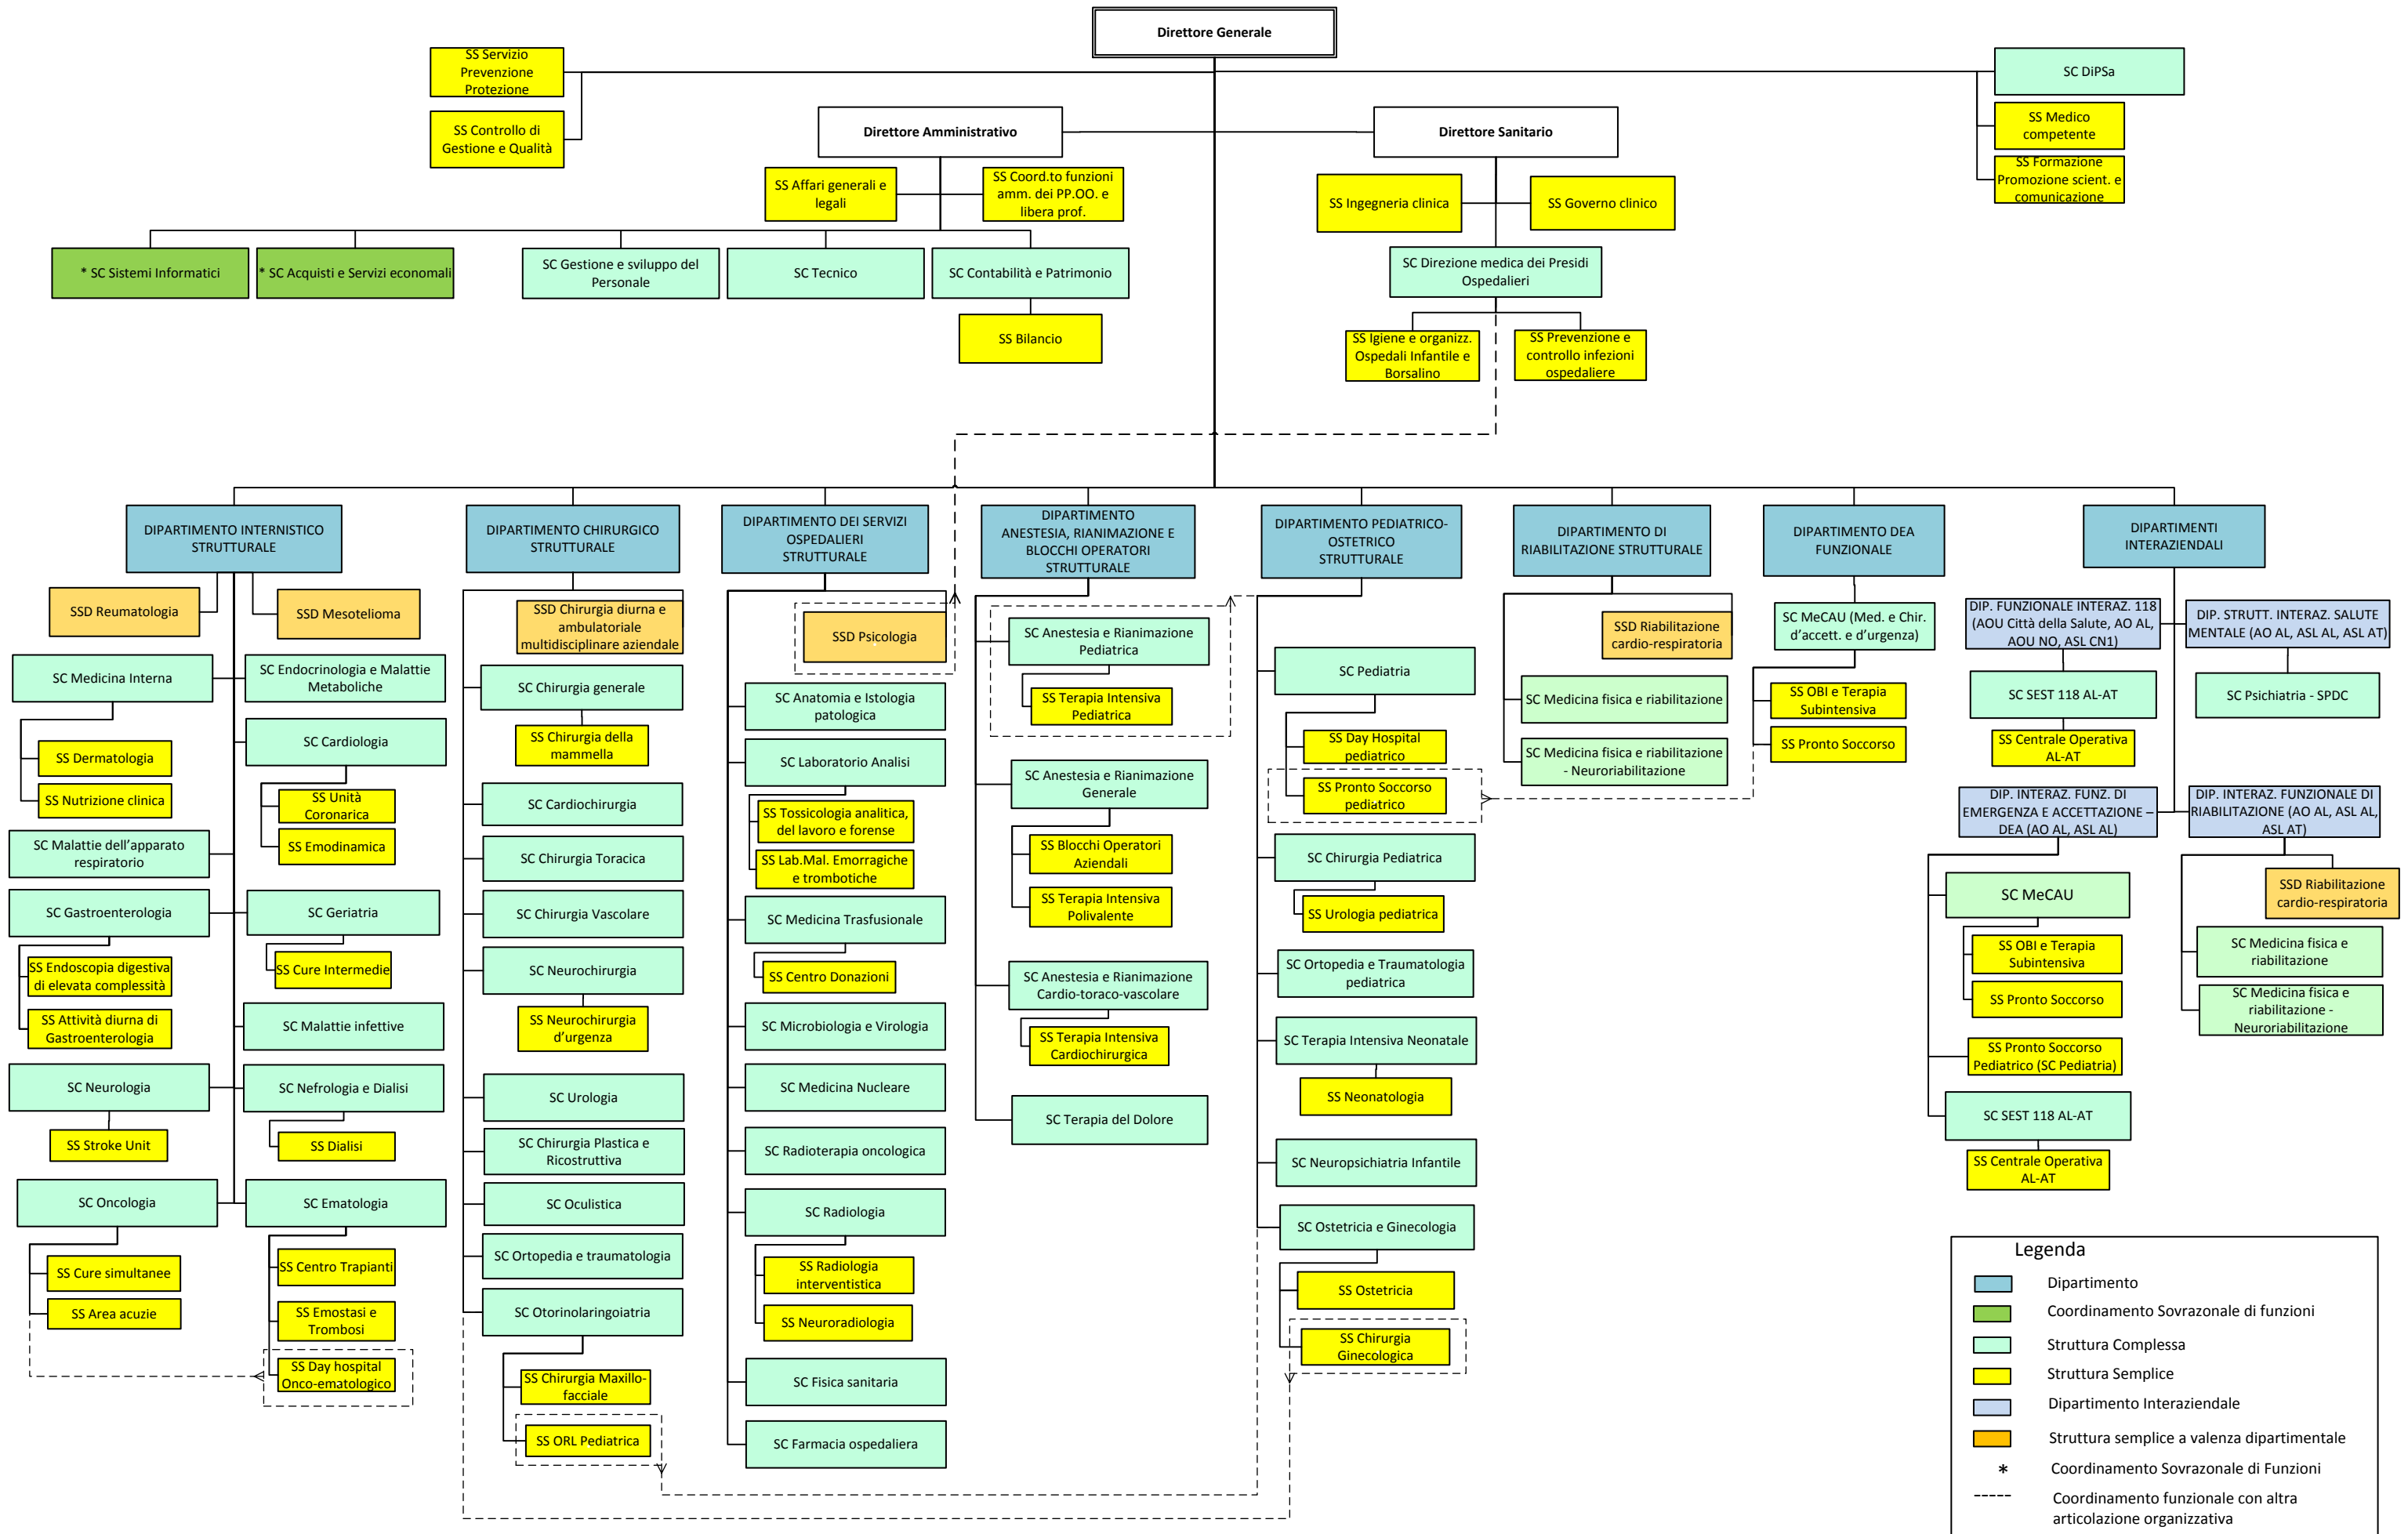 Direttore Generale
SS Servizio
Prevenzione
Protezione
SC DiPSa
SS Controllo di
Gestione e Qualità
Direttore Amministrativo
Direttore Sanitario
SS Medico
competente
SS Formazione
Promozione scient. e
comunicazione
SS Affari generali e
legali
SS Coord.to funzioni
amm. dei PP.OO. e
libera prof.
SS Ingegneria clinica
SS Governo clinico
* SC Sistemi Informatici
* SC Acquisti e Servizi economali
SC Gestione e sviluppo del
Personale
SC Tecnico
SC Contabilità e Patrimonio
SC Direzione medica dei Presidi
Ospedalieri
SS Bilancio
SS Igiene e organizz.
Ospedali Infantile e
Borsalino
SS Prevenzione e
controllo infezioni
ospedaliere
DIPARTIMENTO INTERNISTICO
STRUTTURALE
SSD Reumatologia
SSD Mesotelioma
SC Medicina Interna
SC Endocrinologia e Malattie
Metaboliche
SS Dermatologia
SS Nutrizione clinica
SC Cardiologia
SS Unità
Coronarica
SS Emodinamica
SC Malattie dell’apparato
respiratorio
SC Gastroenterologia
SC Geriatria
SS Endoscopia digestiva
di elevata complessità
SS Cure Intermedie
SS Attività diurna di
Gastroenterologia
SC Malattie infettive
SC Neurologia
SC Nefrologia e Dialisi
SS Stroke Unit
SS Dialisi
SC Oncologia
SC Ematologia
SS Cure simultanee
SS Area acuzie
SS Centro Trapianti
SS Emostasi e
Trombosi
SS Day hospital
Onco-ematologico
DIPARTIMENTO CHIRURGICO
STRUTTURALE
SSD Chirurgia diurna e
ambulatoriale
multidisciplinare aziendale
SC Chirurgia generale
SS Chirurgia della
mammella
SC Cardiochirurgia
SC Chirurgia Toracica
SC Chirurgia Vascolare
SC Neurochirurgia
SS Neurochirurgia
d’urgenza
SC Urologia
SC Chirurgia Plastica e
Ricostruttiva
SC Oculistica
SC Ortopedia e traumatologia
SC Otorinolaringoiatria
SS Chirurgia Maxillo-
facciale
SS ORL Pediatrica
DIPARTIMENTO DEI SERVIZI
OSPEDALIERI
STRUTTURALE
SSD Psicologia
SC Anatomia e Istologia
patologica
SC Laboratorio Analisi
SS Tossicologia analitica,
del lavoro e forense
SS Lab.Mal. Emorragiche
e trombotiche
SC Medicina Trasfusionale
SS Centro Donazioni
SC Microbiologia e Virologia
SC Medicina Nucleare
SC Radioterapia oncologica
SC Radiologia
SS Radiologia
interventistica
SS Neuroradiologia
SC Fisica sanitaria
SC Farmacia ospedaliera
DIPARTIMENTO
ANESTESIA, RIANIMAZIONE E
BLOCCHI OPERATORI
STRUTTURALE
SC Anestesia e Rianimazione
Pediatrica
SS Terapia Intensiva
Pediatrica
SC Anestesia e Rianimazione
Generale
SS Blocchi Operatori
Aziendali
SS Terapia Intensiva
Polivalente
SC Anestesia e Rianimazione
Cardio-toraco-vascolare
SS Terapia Intensiva
Cardiochirurgica
SC Terapia del Dolore
DIPARTIMENTO PEDIATRICO-
OSTETRICO
STRUTTURALE
SC Pediatria
SS Day Hospital
pediatrico
SS Pronto Soccorso
pediatrico
SC Chirurgia Pediatrica
SS Urologia pediatrica
SC Ortopedia e Traumatologia
pediatrica
SC Terapia Intensiva Neonatale
SS Neonatologia
SC Neuropsichiatria Infantile
SC Ostetricia e Ginecologia
SS Ostetricia
SS Chirurgia
Ginecologica
DIPARTIMENTO DI
RIABILITAZIONE STRUTTURALE
SSD Riabilitazione
cardio-respiratoria
SC Medicina fisica e riabilitazione
SC Medicina fisica e riabilitazione
- Neuroriabilitazione
DIPARTIMENTO DEA
FUNZIONALE
SC MeCAU (Med. e Chir.
d’accett. e d’urgenza)
SS OBI e Terapia
Subintensiva
SS Pronto Soccorso
DIPARTIMENTI
INTERAZIENDALI
DIP. FUNZIONALE INTERAZ. 118
(AOU Città della Salute, AO AL,
AOU NO, ASL CN1)
DIP. STRUTT. INTERAZ. SALUTE
MENTALE (AO AL, ASL AL, ASL AT)
SC SEST 118 AL-AT
SC Psichiatria - SPDC
SS Centrale Operativa
AL-AT
DIP. INTERAZ. FUNZ. DI
EMERGENZA E ACCETTAZIONE –
DEA (AO AL, ASL AL)
DIP. INTERAZ. FUNZIONALE DI
RIABILITAZIONE (AO AL, ASL AL,
ASL AT)
SC MeCAU
SSD Riabilitazione
cardio-respiratoria
SS OBI e Terapia
Subintensiva
SC Medicina fisica e
riabilitazione
SS Pronto Soccorso
SC Medicina fisica e
riabilitazione -
Neuroriabilitazione
SS Pronto Soccorso
Pediatrico (SC Pediatria)
SC SEST 118 AL-AT
SS Centrale Operativa
AL-AT
Legenda
Dipartimento
Coordinamento Sovrazonale di funzioni
Struttura Complessa
Struttura Semplice
Dipartimento Interaziendale
Struttura semplice a valenza dipartimentale
* Coordinamento Sovrazonale di Funzioni
----- Coordinamento funzionale con altra
articolazione organizzativa